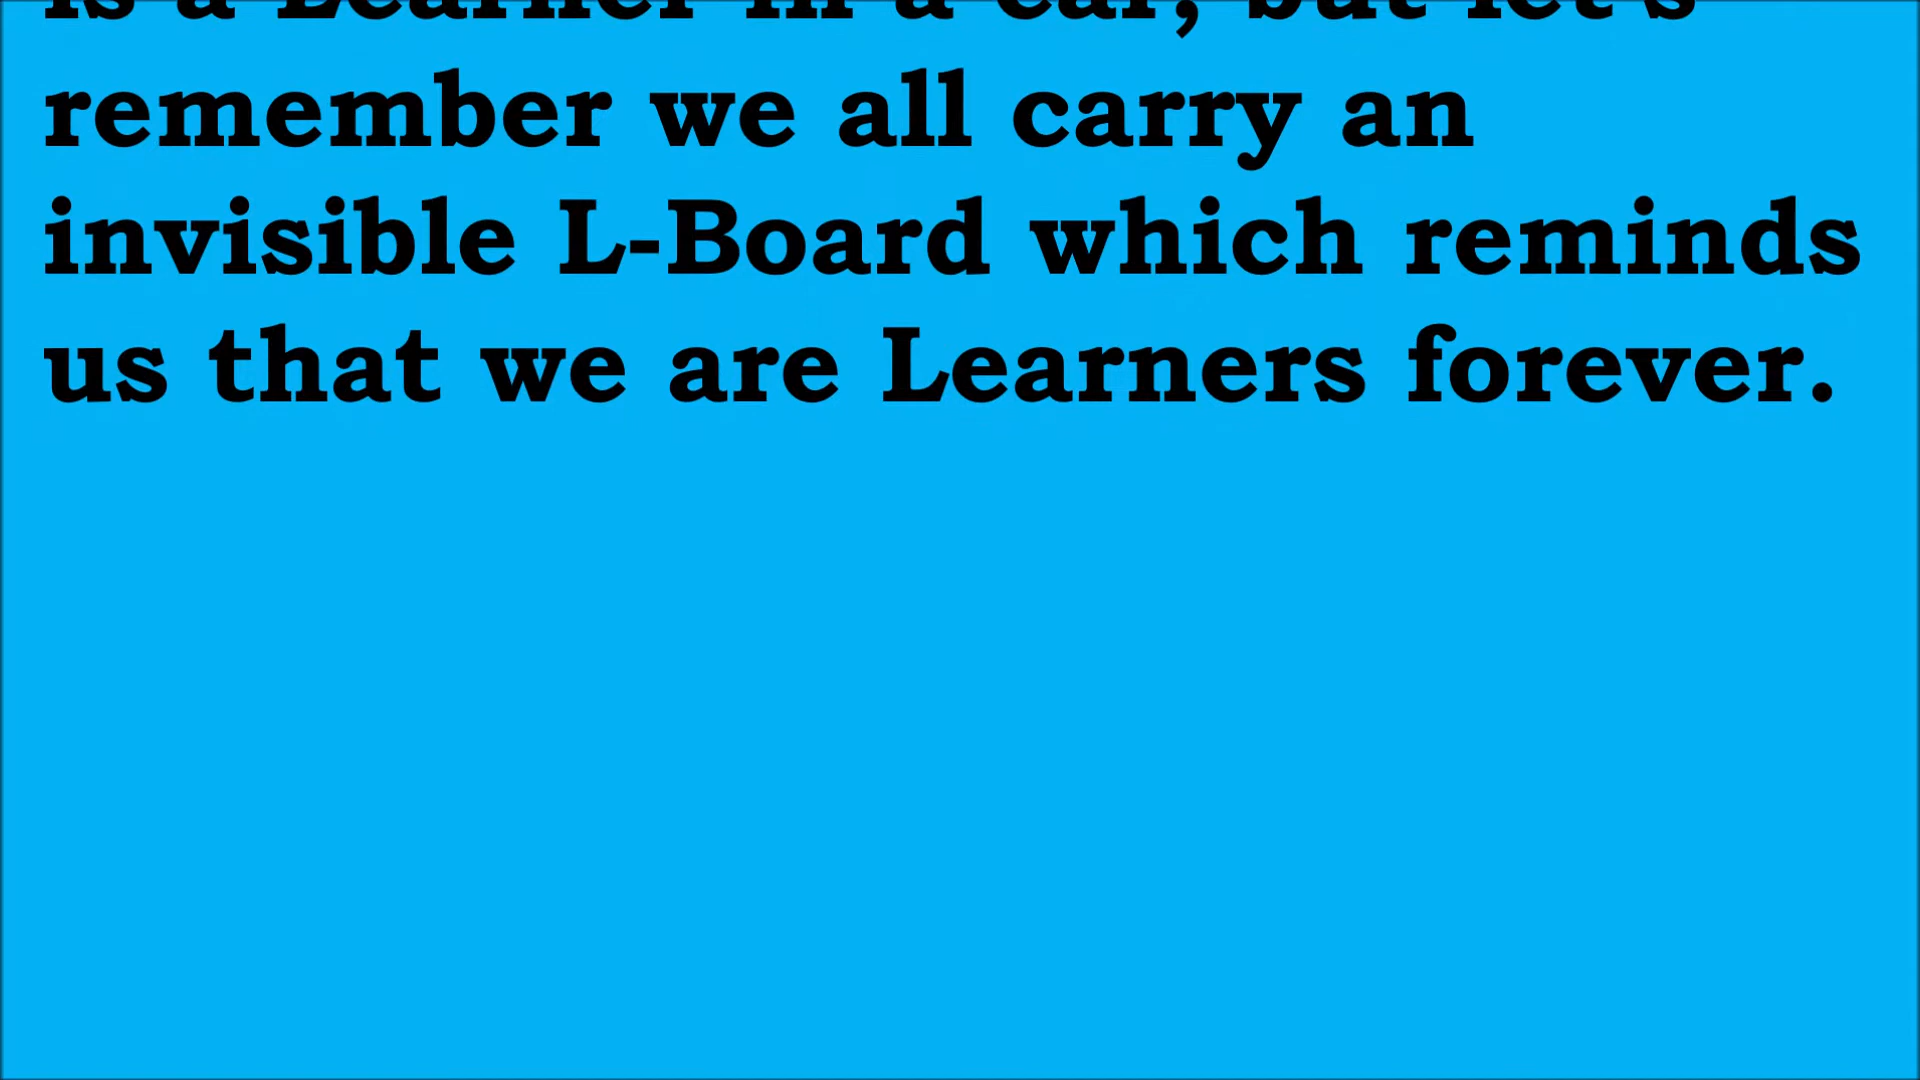 is a Learner in a car, but let's
remember we all carry an
invisible L-Board which reminds
us that we are Learners forever.